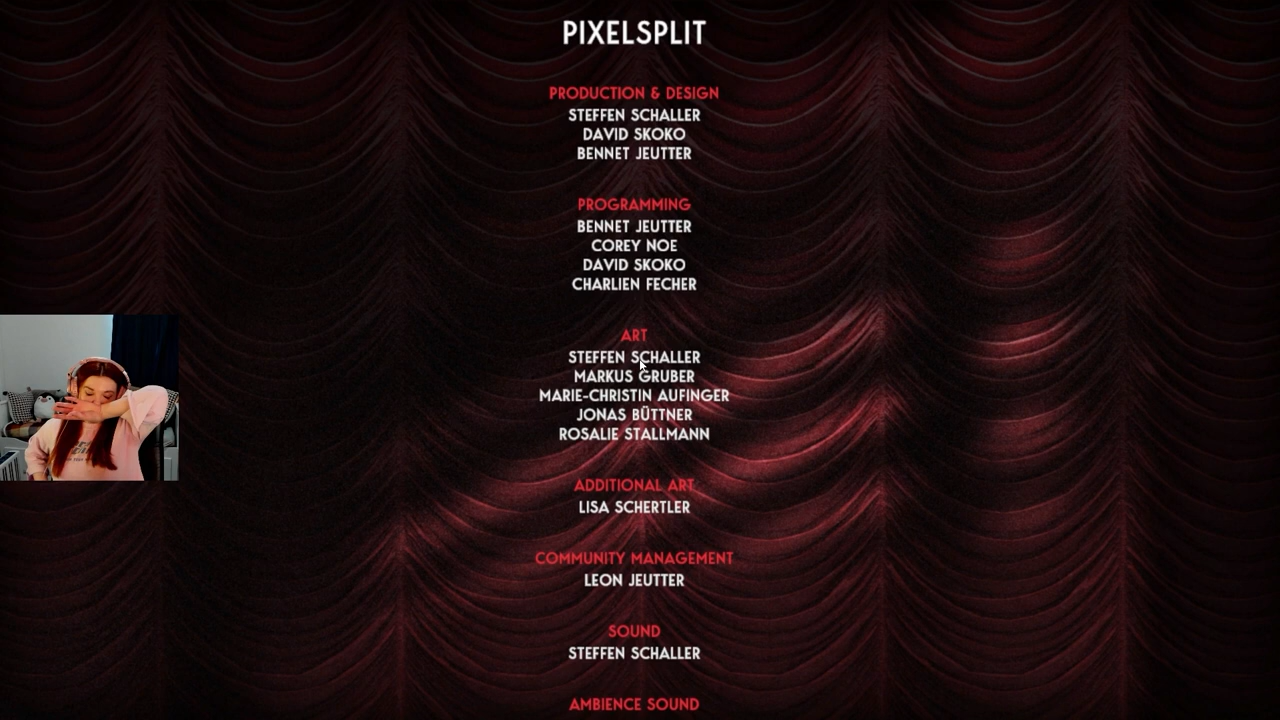 PIXELSPLIT
PRODUCTION & DESIGN
STEFFEN SCHALLER
DAVID SKOKO
BENNET JEUTTER
PROGRAMMING
BENNET JEUTTER
COREY NOE
DAVID SKOKO
CHARLIEN FECHER
ART
STEFFEN SCHALLER
MARKUS GRUBER
MARIE-CHRISTIN AUFINGER
JONAS BÜTTNER
ROSALIE STALLMANN
ADDITIONAL ART
LISA SCHERTLER
COMMUNITY MANAGEMENT
LEON JEUTTER
SOUND
STEFFEN SCHALLER
AMBIENCE SOUND